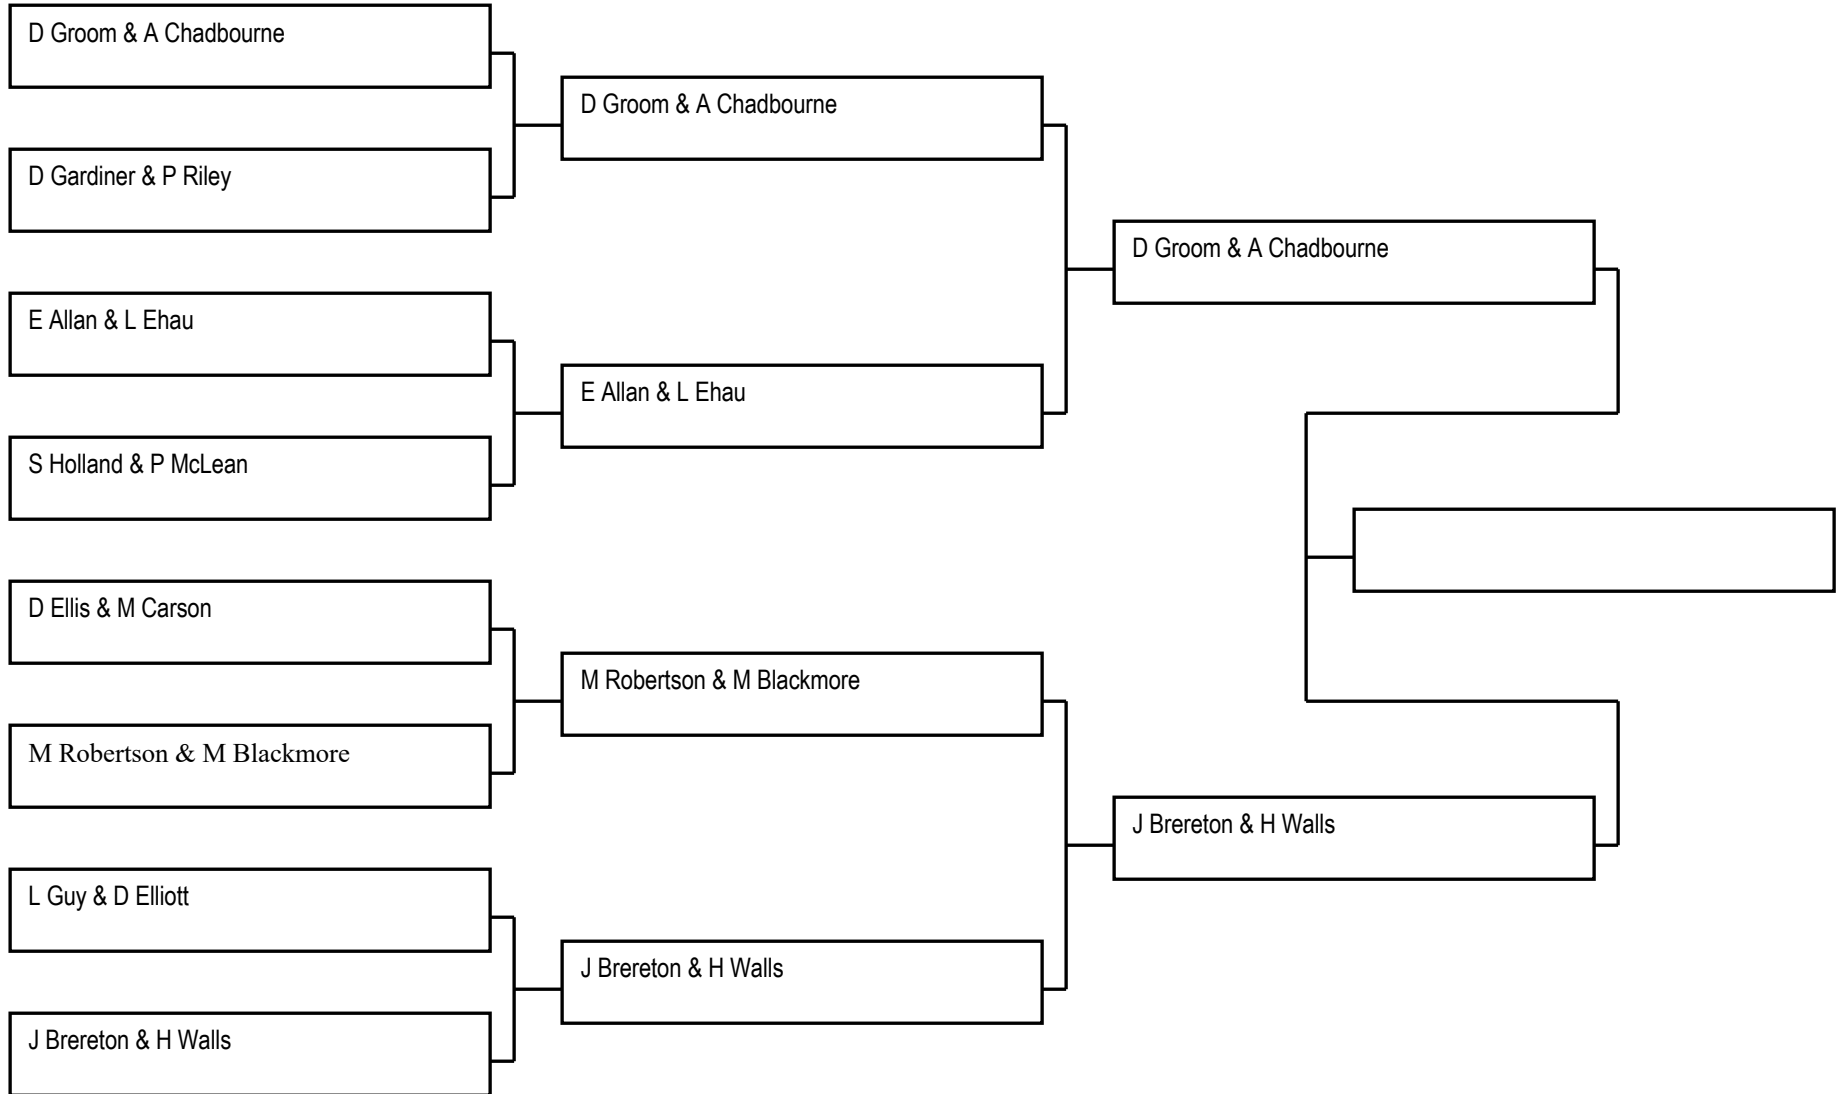 D Groom & A Chadbourne
D Gardiner & P Riley
E Allan & L Ehau
S Holland & P McLean
D Ellis & M Carson
M Robertson & M Blackmore
L Guy & D Elliott
J Brereton & H Walls
D Groom & A Chadbourne
E Allan & L Ehau
M Robertson & M Blackmore
J Brereton & H Walls
D Groom & A Chadbourne
J Brereton & H Walls